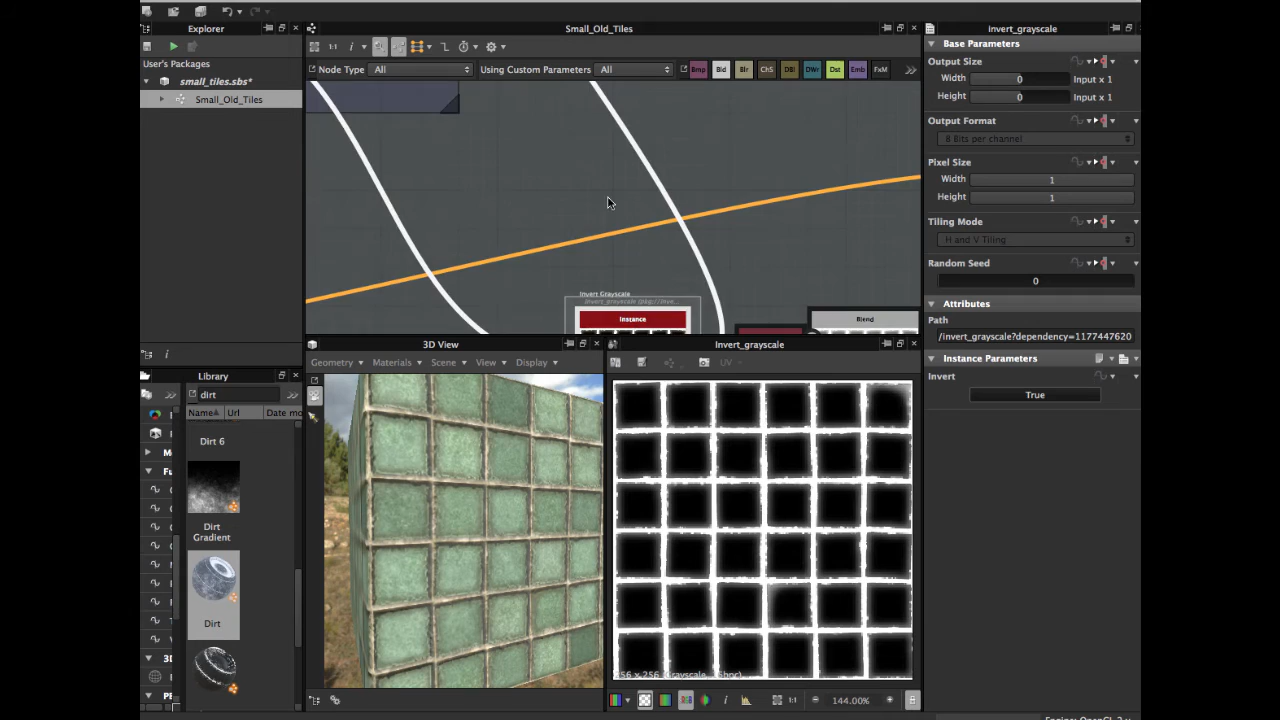 Explorer
Small_Old_Tiles
Invert_grayscale
User's Packages
small_tiles.sbs*
Small_Old_Tiles
1:1
i
Node Type
All
Using Custom Parameters
All
Bmp
Bld
Blr
ChS
DBl
DWr
Dst
Emb
FxM
Invert Grayscale
Instance
Blend
Base Parameters
Output Size
Width
0
Input x 1
Height
0
Input x 1
Output Format
8 Bits per channel
Pixel Size
Width
1
Height
1
Tiling Mode
H and V Tiling
Random Seed
0
Attributes
Path
/invert_grayscale?dependency=1177447620
Instance Parameters
Invert
True
i
Library
dirt
Name
Url
Date mo
Dirt 6
Dirt
Gradient
Dirt
Fu
3D
3D View
Geometry
Materials
Scene
View
Display
Invert_grayscale
UV
i
1:1
144.00%